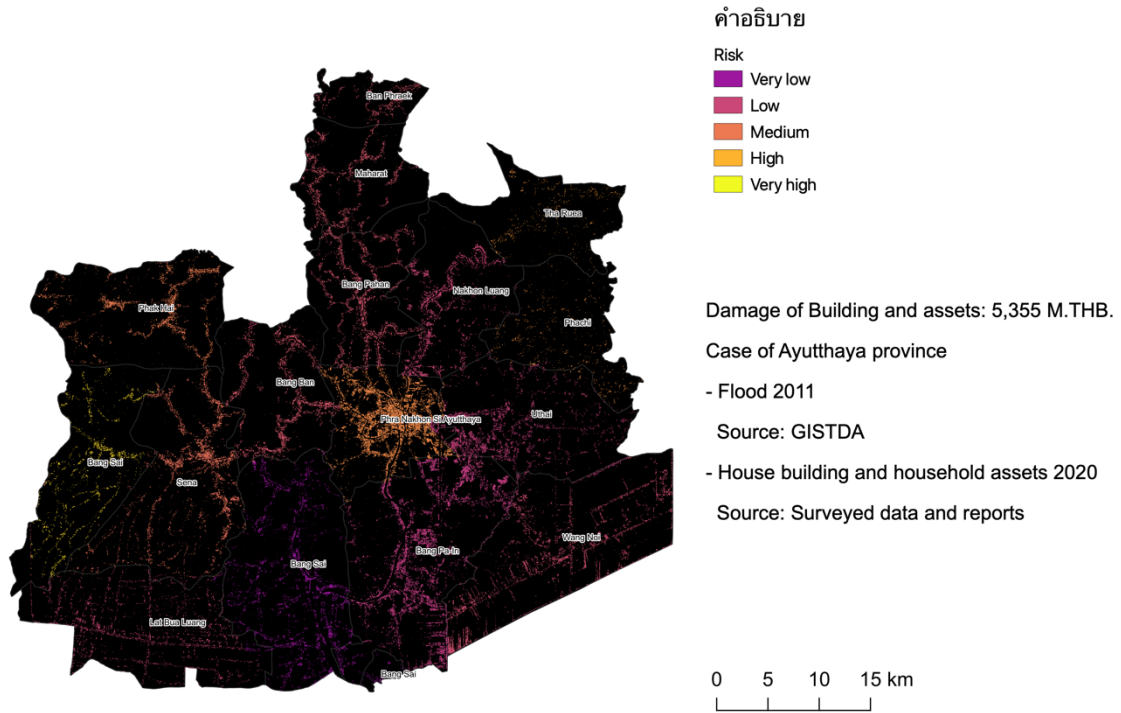 คำอธิบาย
Risk
Very low
Low
Medium
High
Very high
Ban Phraek
Maharat
Tha Ruea
Bang Pahan
Nakhon Luang
Phak Hai
Phachi
Bang Ban
Phra Nakhon Si Ayutthaya
Uthai
Bang Sai
Sena
Wang Noi
Bang Pa-In
Bang Sai
Lat Bua Luang
Bang Sai
Damage of Building and assets: 5,355 M.THB.
Case of Ayutthaya province
- Flood 2011
Source: GISTDA
- House building and household assets 2020
Source: Surveyed data and reports
0 5 10 15 km